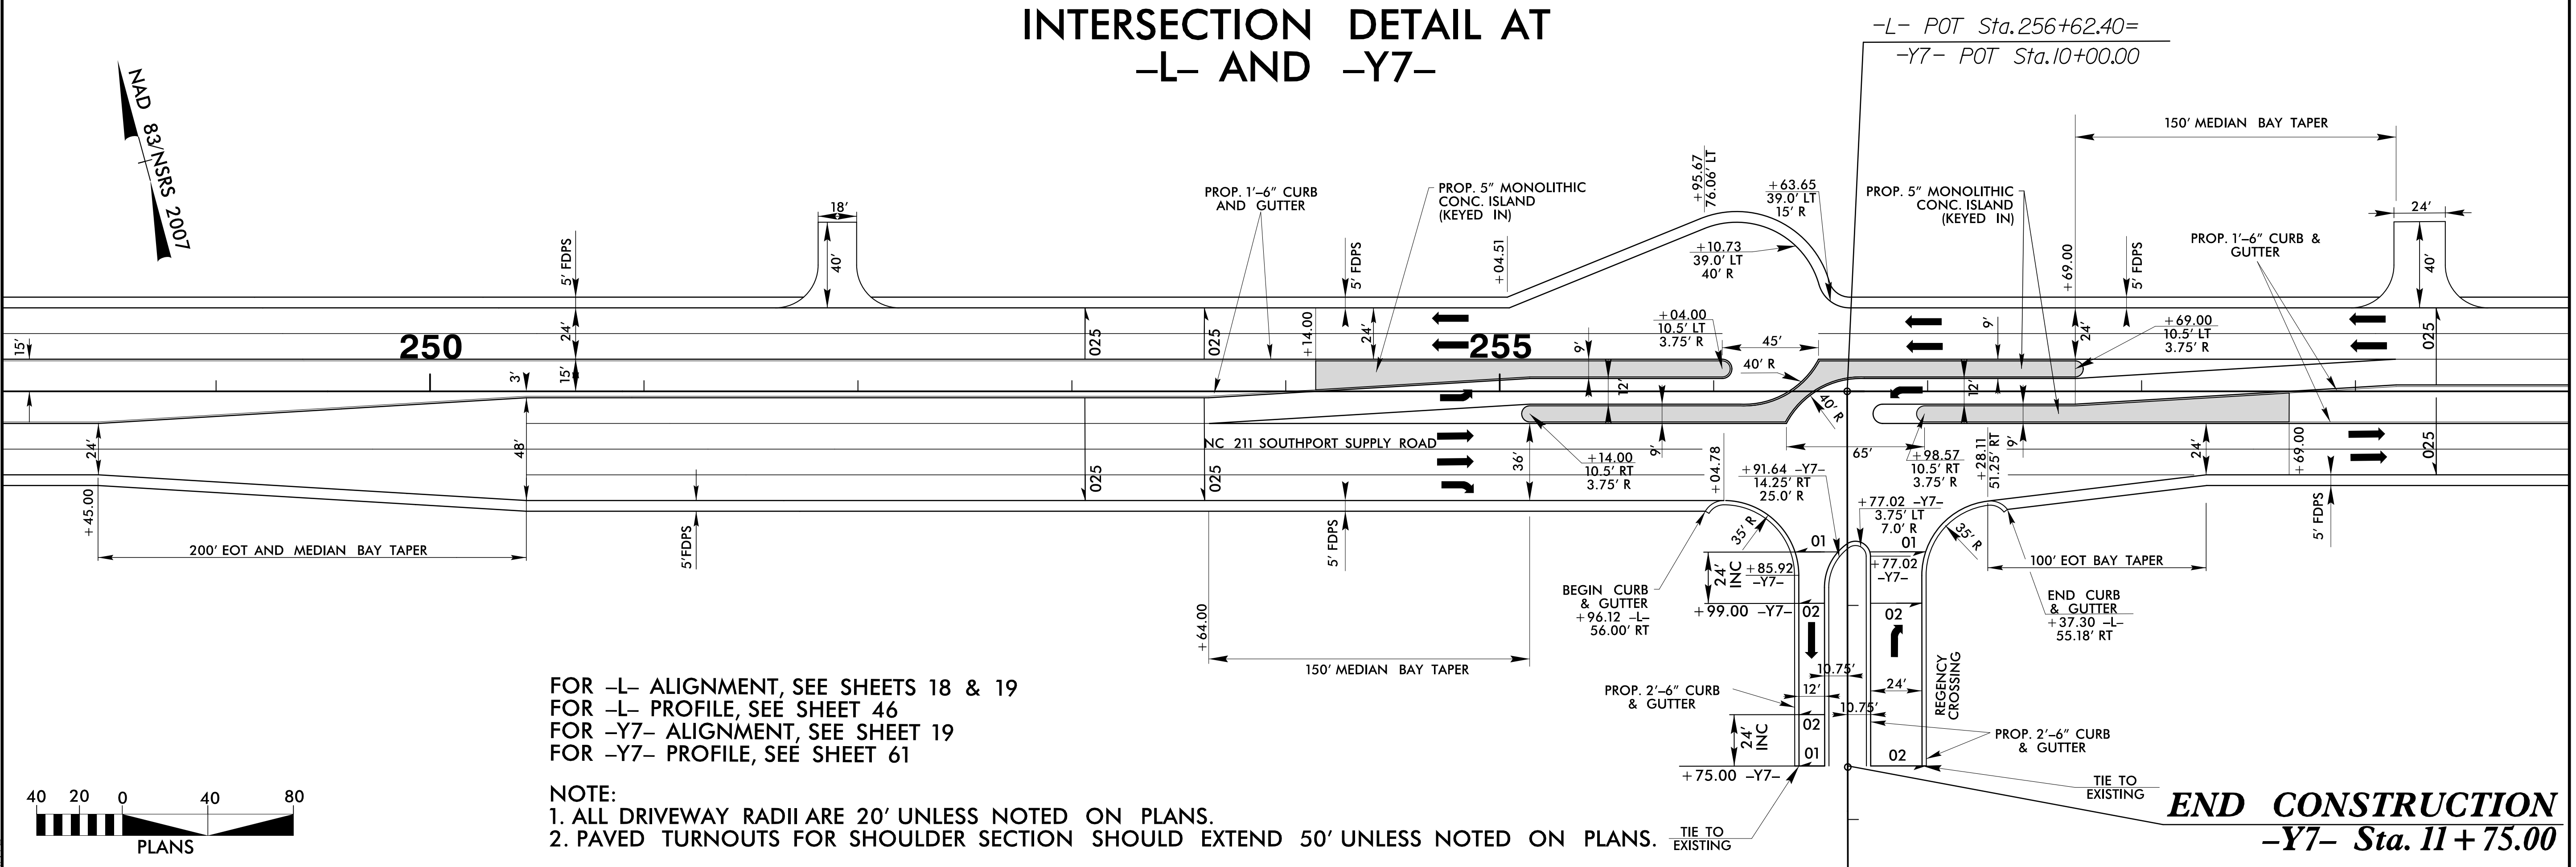 INTERSECTION DETAIL AT
–L– AND –Y7–
-L- POT Sta.256+62.40=
-Y7- POT Sta.10+00.00
NAD 83/NSRS 2007
150' MEDIAN BAY TAPER
PROP. 1'–6" CURB
AND GUTTER
PROP. 5" MONOLITHIC
CONC. ISLAND
(KEYED IN)
+95.67
76.06' LT
+63.65
39.0' LT
15' R
PROP. 5" MONOLITHIC
CONC. ISLAND
(KEYED IN)
PROP. 1'–6" CURB &
GUTTER
24'
18'
40'
5' FDPS
5' FDPS
+04.51
+10.73
39.0' LT
40' R
+69.00
5' FDPS
40'
15'
250
24'
15'
3'
025
025
+14.00
24'
255
9'
12'
+04.00
10.5' LT
3.75' R
45'
40' R
40' R
9'
12'
24'
+69.00
10.5' LT
3.75' R
025
24'
48'
NC 211 SOUTHPORT SUPPLY ROAD
025
025
36'
9'
+14.00
10.5' RT
3.75' R
+04.78
65'
+91.64 –Y7–
14.25' RT
25.0' R
+98.57
10.5' RT
3.75' R
+28.11
51.25' RT
9'
24'
+69.00
025
+45.00
200' EOT AND MEDIAN BAY TAPER
5'FDPS
5' FDPS
35' R
+77.02 –Y7–
3.75' LT
7.0' R
35' R
5' FDPS
01
01
24'
INC
+85.92
–Y7–
+77.02
–Y7–
100' EOT BAY TAPER
BEGIN CURB
& GUTTER
+96.12 –L–
56.00' RT
+99.00 –Y7–
02
02
END CURB
& GUTTER
+37.30 –L–
55.18' RT
+64.00
150' MEDIAN BAY TAPER
10.75'
12'
24'
PROP. 2'–6" CURB
& GUTTER
10.75'
REGENCY
CROSSING
24'
INC
02
01
02
PROP. 2'–6" CURB
& GUTTER
+75.00 –Y7–
TIE TO
EXISTING
TIE TO
EXISTING
FOR –L– ALIGNMENT, SEE SHEETS 18 & 19
FOR –L– PROFILE, SEE SHEET 46
FOR –Y7– ALIGNMENT, SEE SHEET 19
FOR –Y7– PROFILE, SEE SHEET 61
NOTE:
1. ALL DRIVEWAY RADII ARE 20' UNLESS NOTED ON PLANS.
2. PAVED TURNOUTS FOR SHOULDER SECTION SHOULD EXTEND 50' UNLESS NOTED ON PLANS.
40 20 0 40 80
PLANS
END CONSTRUCTION
–Y7– Sta. 11+75.00